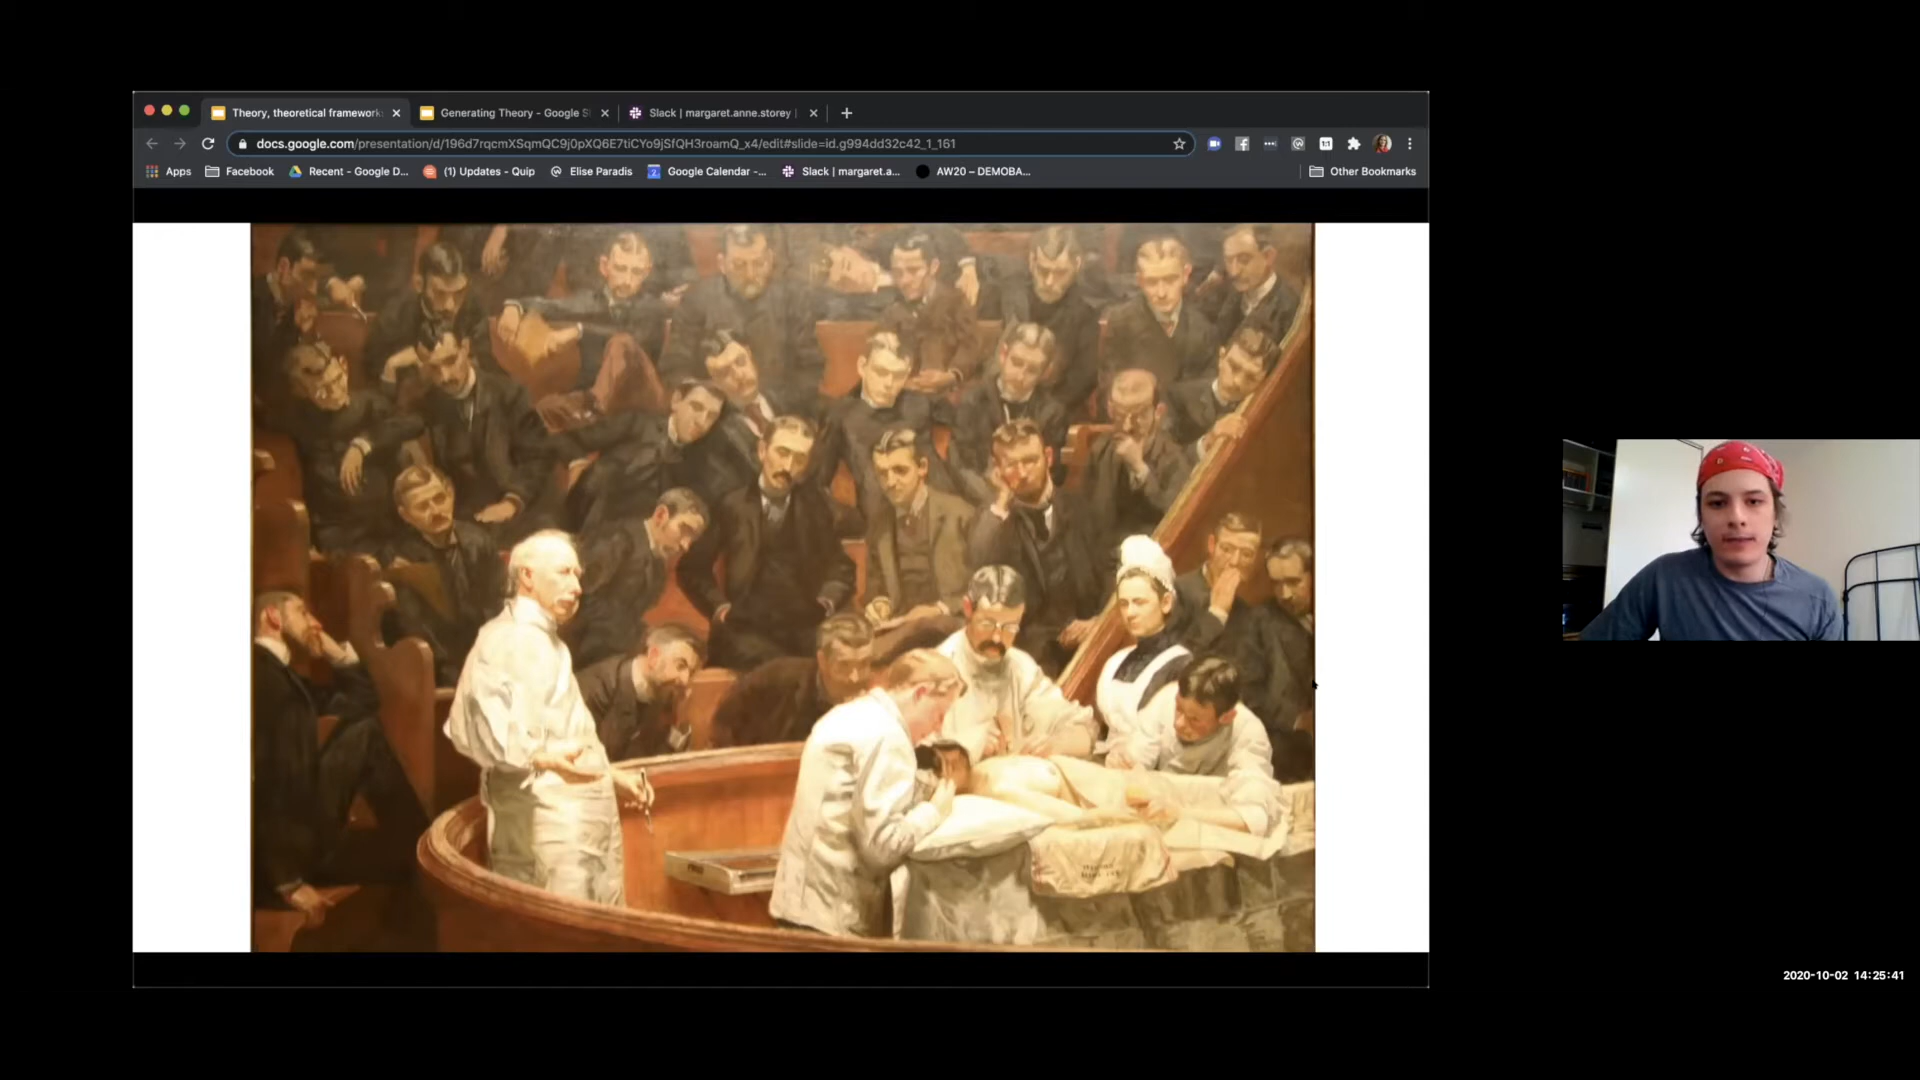 Theory, theoretical framework
Generating Theory - Google S
Slack | margaret.anne.storey |
docs.google.com/presentation/d/196d7rqcmXSqmQC9j0pXQ6E7tiCYo9jSfQH3roamQ_x4/edit#slide=id.g994dd32c42_1_161
Apps Facebook Recent - Google D... (1) Updates - Quip Elise Paradis Google Calendar -... Slack | margaret.a... AW20 – DEMOBA... Other Bookmarks
2020-10-02 14:25:41